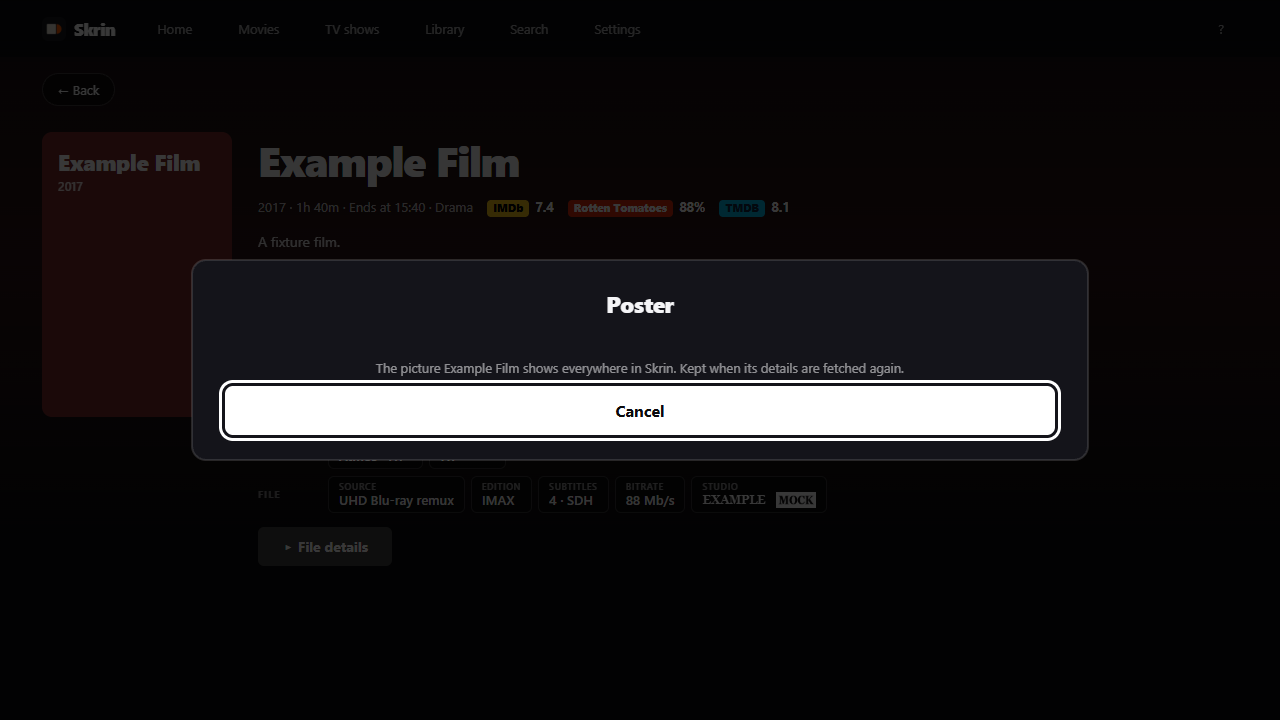 Skrin Home Movies TV shows Library Search Settings ?
← Back
Example Film
2017
Example Film
2017 · 1h 40m · Ends at 15:40 · Drama IMDb 7.4 Rotten Tomatoes 88% TMDB 8.1
A fixture film.
Poster
The picture Example Film shows everywhere in Skrin. Kept when its details are fetched again.
Cancel
FILE
SOURCE
UHD Blu-ray remux
EDITION
IMAX
SUBTITLES
4 · SDH
BITRATE
88 Mb/s
STUDIO
EXAMPLE MOCK
▸ File details